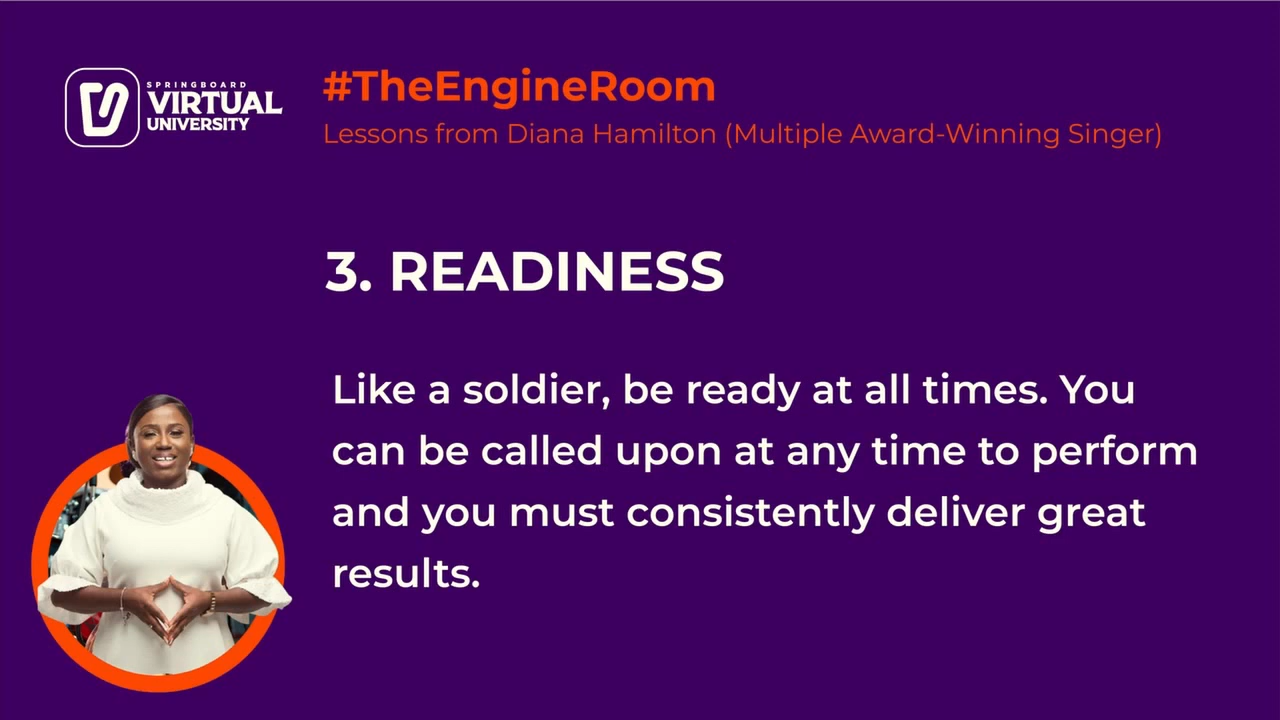 SPRINGBOARD
VIRTUAL
UNIVERSITY
#TheEngineRoom
Lessons from Diana Hamilton (Multiple Award-Winning Singer)
3. READINESS
Like a soldier, be ready at all times. You
can be called upon at any time to perform
and you must consistently deliver great
results.